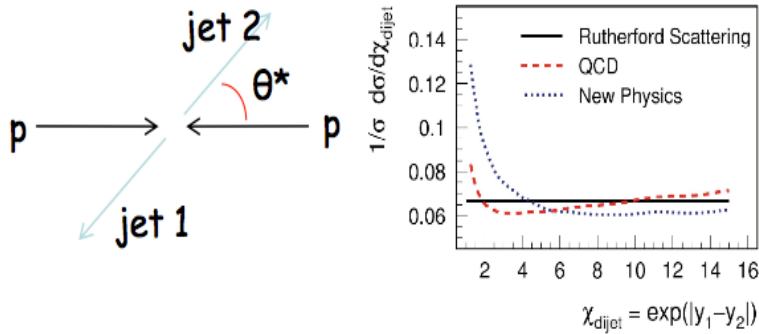 jet 2
θ*
p
p
jet 1
1/σ dσ/dχdijet
0.14
0.12
0.1
0.08
0.06
Rutherford Scattering
QCD
New Physics
2 4 6 8 10 12 14 16
χdijet = exp(|y1-y2|)